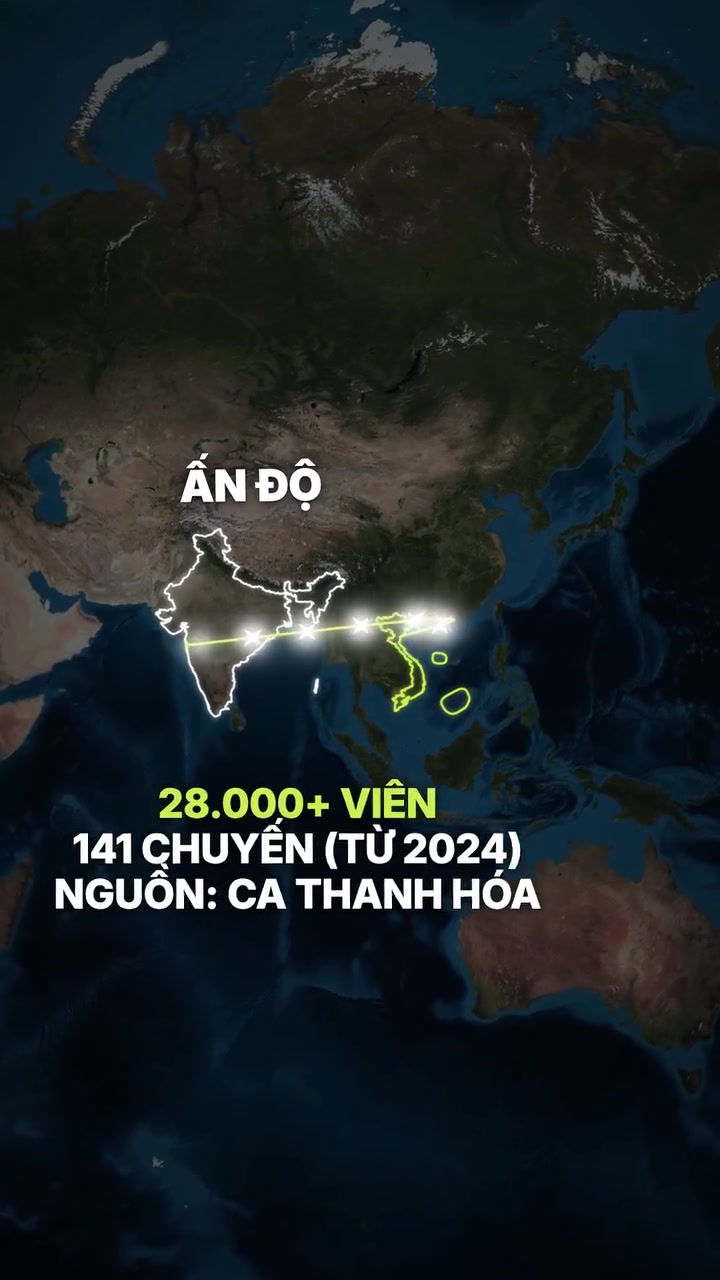 ẤN ĐỘ
28.000+ VIÊN
141 CHUYẾN (TỪ 2024)
NGUỒN: CA THANH HÓA